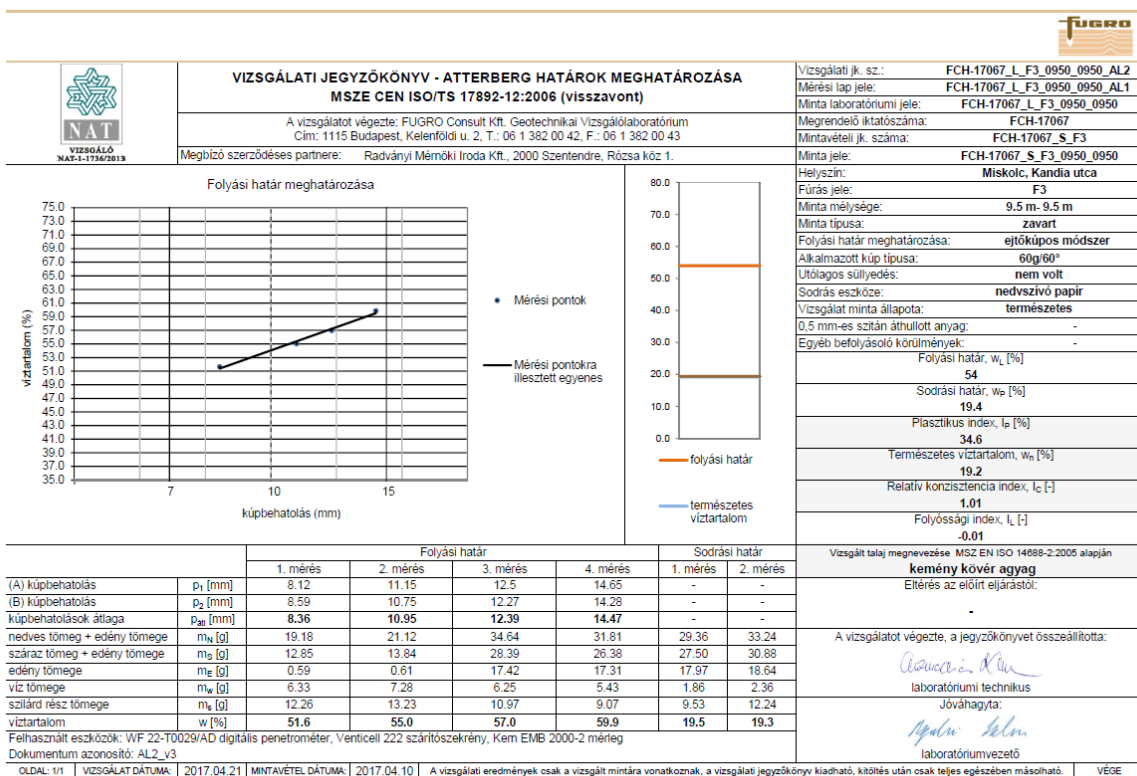 FUGRO
NAT
VIZSGÁLÓ
NAT-1-1736/2013
VIZSGÁLATI JEGYZŐKÖNYV - ATTERBERG HATÁROK MEGHATÁROZÁSA
MSZE CEN ISO/TS 17892-12:2006 (visszavont)
A vizsgálatot végezte: FUGRO Consult Kft. Geotechnikai Vizsgálólaboratórium
Cím: 1115 Budapest, Kelenföldi u. 2, T.: 06 1 382 00 42, F.: 06 1 382 00 43
Megbízó szerződéses partnere: Radványi Mérnöki Iroda Kft., 2000 Szentendre, Rózsa köz 1.
Vizsgálati jk. sz.: FCH-17067_L_F3_0950_0950_AL2
Mérési lap jele: FCH-17067_L_F3_0950_0950_AL1
Minta laboratóriumi jele: FCH-17067_L_F3_0950_0950
Megrendelő iktatószáma: FCH-17067
Mintavételi jk. száma: FCH-17067_S_F3
Minta jele: FCH-17067_S_F3_0950_0950
Helyszín: Miskolc, Kandia utca
Fúrás jele: F3
Minta mélysége: 9.5 m- 9.5 m
Minta típusa: zavart
Folyási határ meghatározása: ejtőkúpos módszer
Alkalmazott kúp típusa: 60g/60°
Utólagos süllyedés: nem volt
Sodrás eszköze: nedvszívó papír
Vizsgálat minta állapota: természetes
0,5 mm-es szitán áthullott anyag: -
Egyéb befolyásoló körülmények: -
Folyási határ, wL [%]
54
Sodrási határ, wP [%]
19.4
Plasztikus index, IP [%]
34.6
Természetes víztartalom, wn [%]
19.2
Relatív konzisztencia index, IC [-]
1.01
Folyóssági index, IL [-]
-0.01
Vizsgált talaj megnevezése MSZ EN ISO 14688-2:2005 alapján
kemény kövér agyag
Eltérés az előírt eljárástól:
-
A vizsgálatot végezte, a jegyzőkönyvet összeállította:
laboratóriumi technikus
Jóváhagyta:
laboratóriumvezető
Folyási határ meghatározása
víztartalom (%)
75.0
73.0
71.0
69.0
67.0
65.0
63.0
61.0
59.0
57.0
55.0
53.0
51.0
49.0
47.0
45.0
43.0
41.0
39.0
37.0
35.0
7 10 15
kúpbehatolás (mm)
Mérési pontok
Mérési pontokra
illesztett egyenes
80.0
70.0
60.0
50.0
40.0
30.0
20.0
10.0
0.0
folyási határ
természetes
víztartalom
Folyási határ Sodrási határ
1. mérés 2. mérés 3. mérés 4. mérés 1. mérés 2. mérés
(A) kúpbehatolás p1 [mm] 8.12 11.15 12.5 14.65 - -
(B) kúpbehatolás p2 [mm] 8.59 10.75 12.27 14.28 - -
kúpbehatolások átlaga pátl [mm] 8.36 10.95 12.39 14.47 - -
nedves tömeg + edény tömege mN [g] 19.18 21.12 34.64 31.81 29.36 33.24
száraz tömeg + edény tömege mS [g] 12.85 13.84 28.39 26.38 27.50 30.88
edény tömege mE [g] 0.59 0.61 17.42 17.31 17.97 18.64
víz tömege mw [g] 6.33 7.28 6.25 5.43 1.86 2.36
szilárd rész tömege ms [g] 12.26 13.23 10.97 9.07 9.53 12.24
víztartalom w [%] 51.6 55.0 57.0 59.9 19.5 19.3
Felhasznált eszközök: WF 22-T0029/AD digitális penetrométer, Venticell 222 szárítószekrény, Kern EMB 2000-2 mérleg
Dokumentum azonosító: AL2_v3
OLDAL: 1/1 VIZSGÁLAT DÁTUMA: 2017.04.21 MINTAVÉTEL DÁTUMA: 2017.04.10 A vizsgálati eredmények csak a vizsgált mintára vonatkoznak, a vizsgálati jegyzőkönyv kiadható, kitöltés után csak teljes egészében másolható. VÉGE